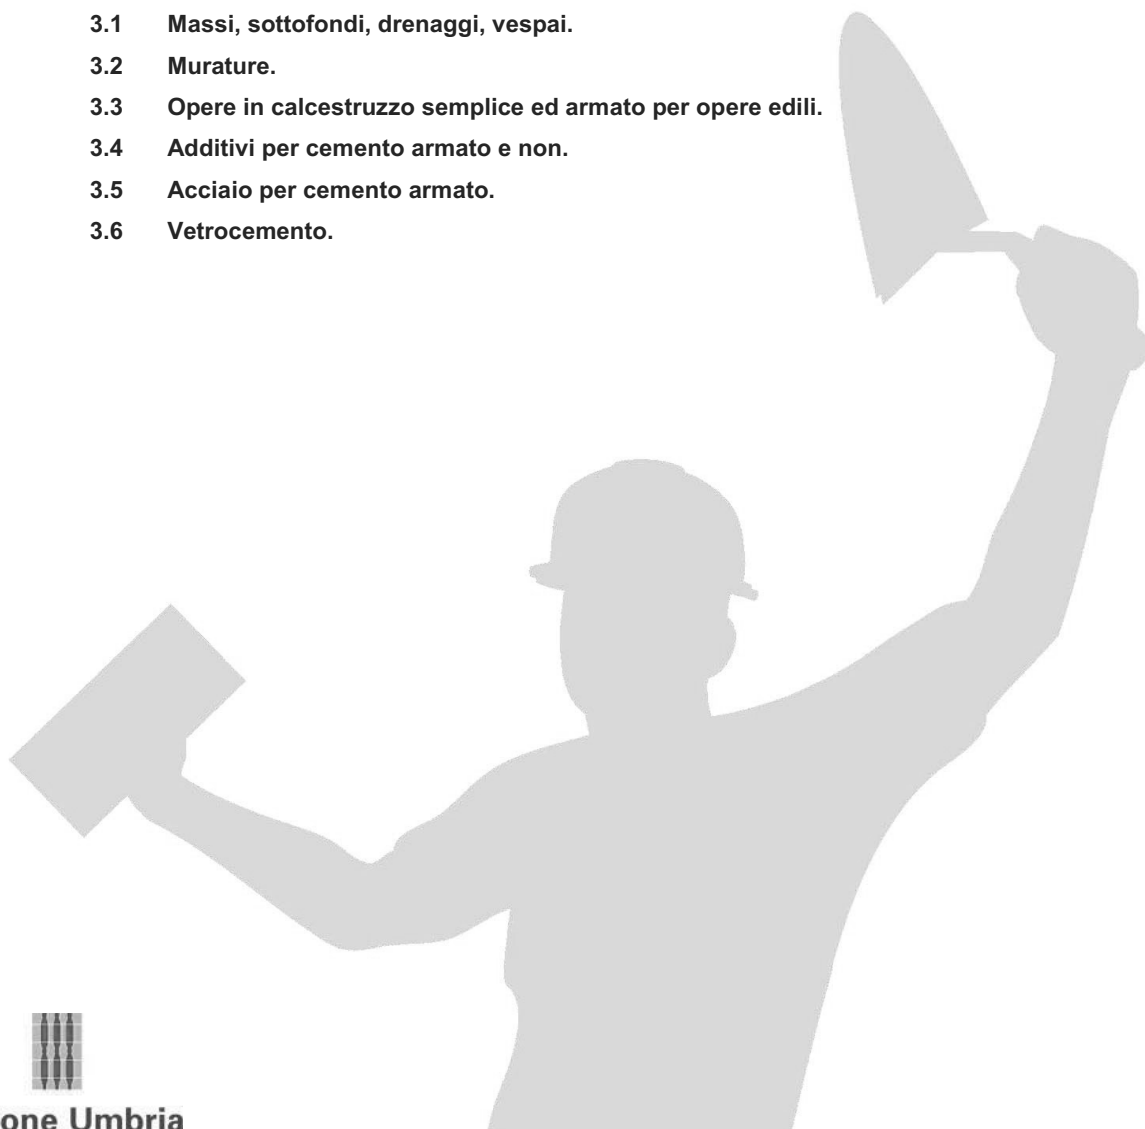 3.1 Massi, sottofondi, drenaggi, vespai.
3.2 Murature.
3.3 Opere in calcestruzzo semplice ed armato per opere edili.
3.4 Additivi per cemento armato e non.
3.5 Acciaio per cemento armato.
3.6 Vetrocemento.
one Umbria